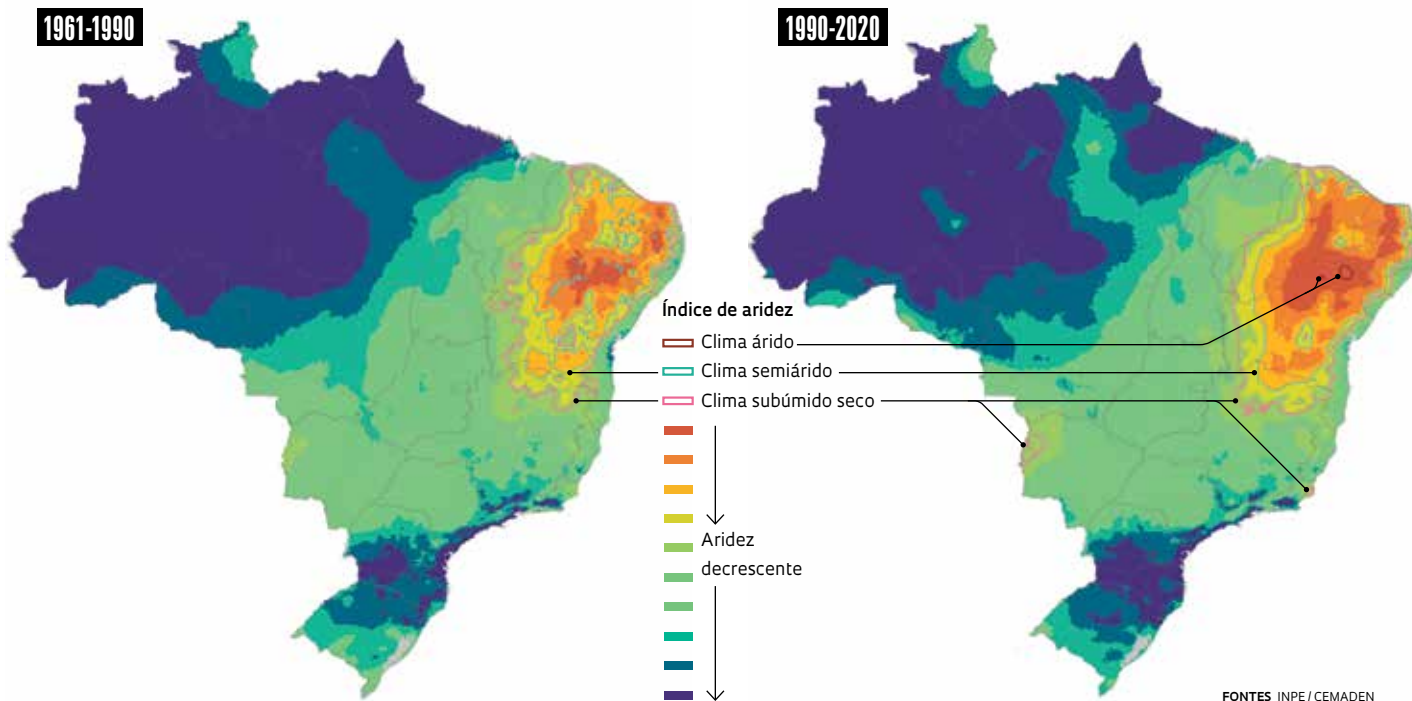 1961-1990
1990-2020
Índice de aridez
Clima árido
Clima semiárido
Clima subúmido seco
Aridez
decrescente
FONTES INPE / CEMADEN